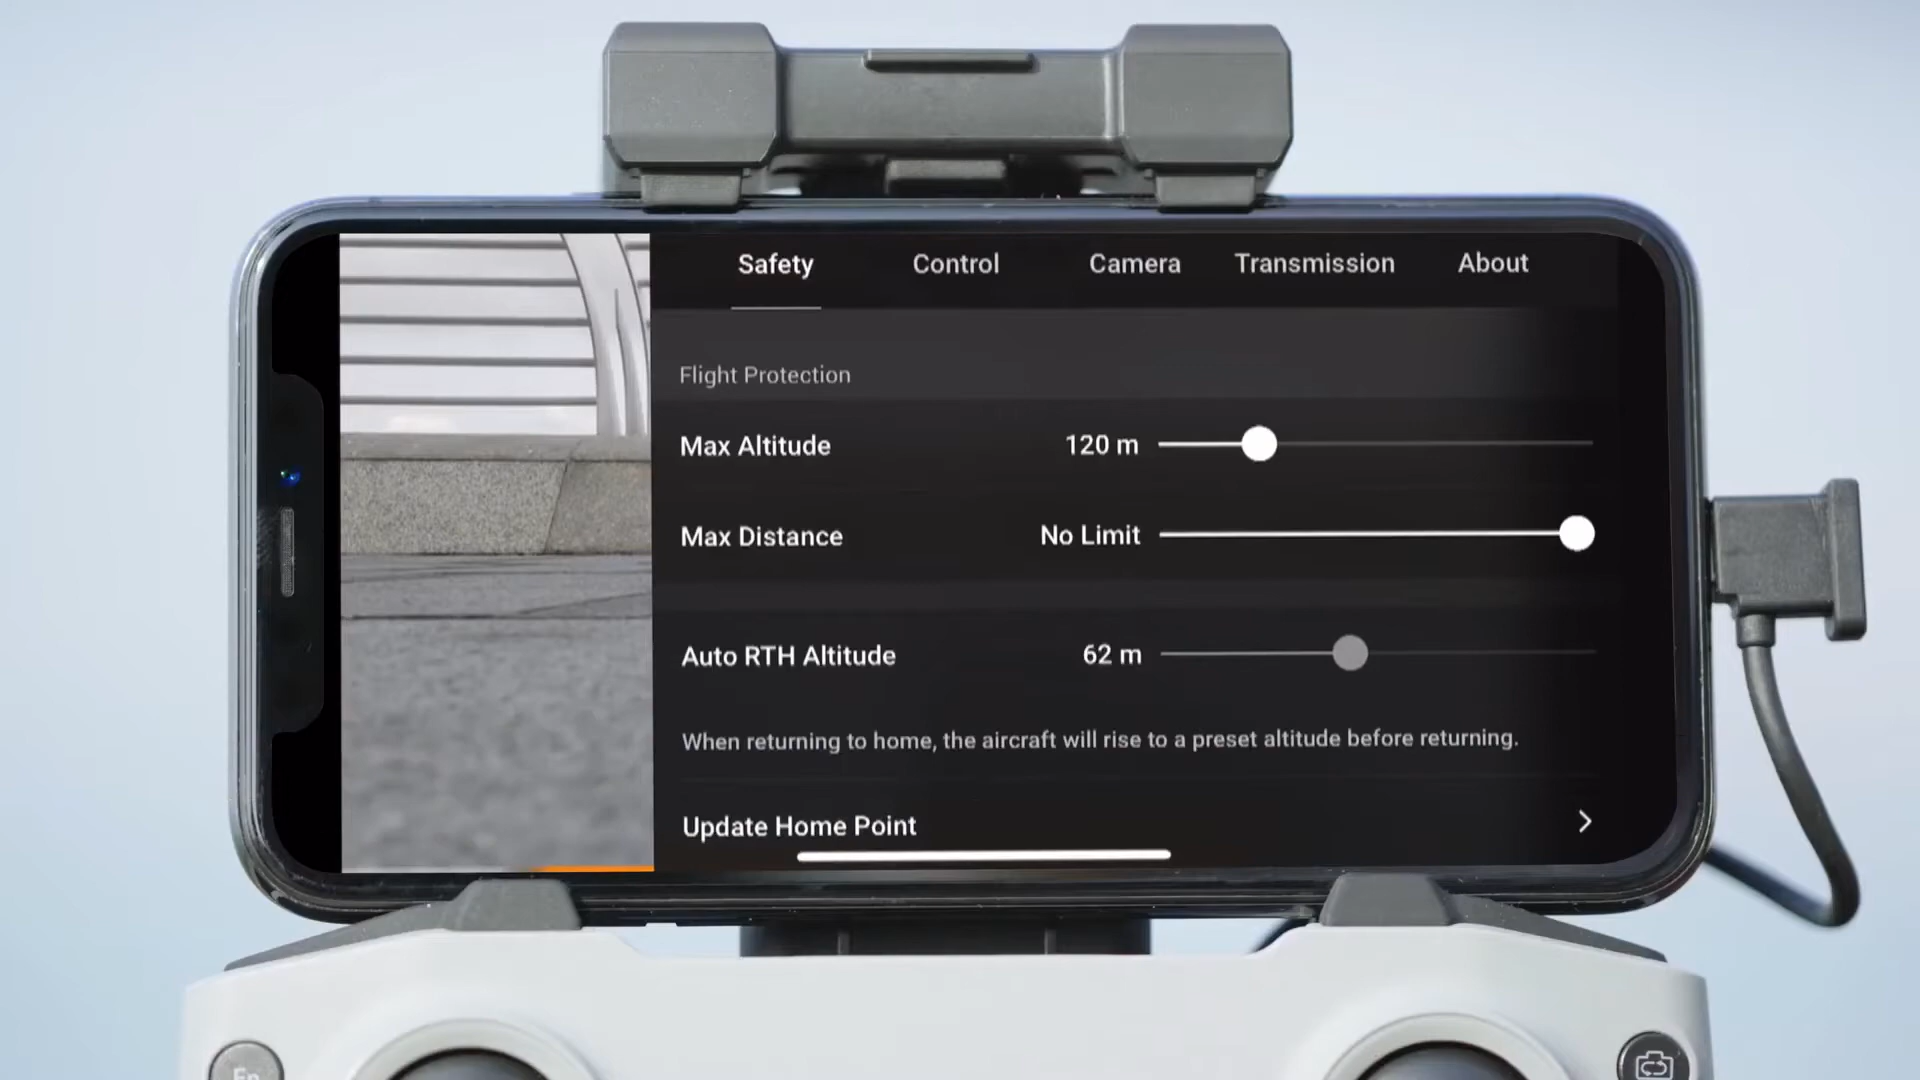 Safety Control Camera Transmission About
Flight Protection
Max Altitude 120 m
Max Distance No Limit
Auto RTH Altitude 62 m
When returning to home, the aircraft will rise to a preset altitude before returning.
Update Home Point
Fn